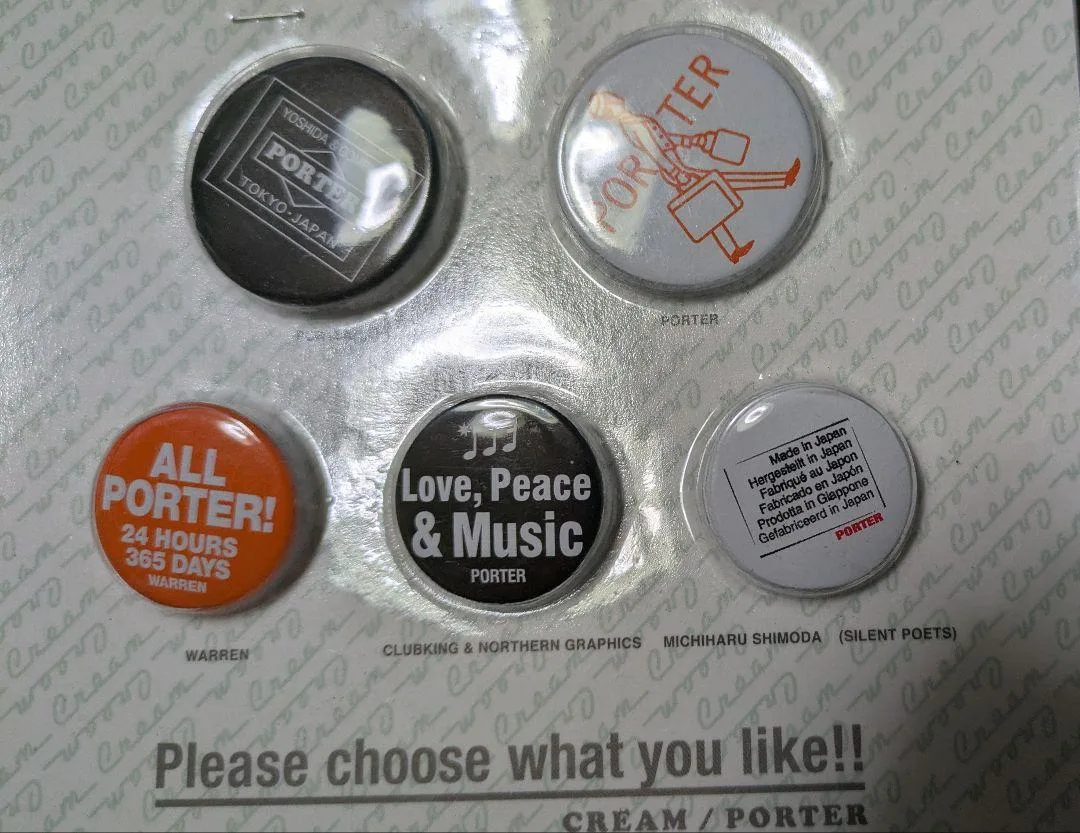 YOSHIDA &
PORTER
TOKYO-JAPAN
PORTER
PORTER
ALL
PORTER!
24 HOURS
365 DAYS
WARREN
Love, Peace
& Music
PORTER
Made in Japan
Hergestellt in Japan
Fabriqué au Japon
Fabricado en Japón
Prodotta in Giappone
Gefabriceerd in Japan
PORTER
WARREN
CLUBKING & NORTHERN GRAPHICS
MICHIHARU SHIMODA (SILENT POETS)
Please choose what you like!!
CREAM / PORTER